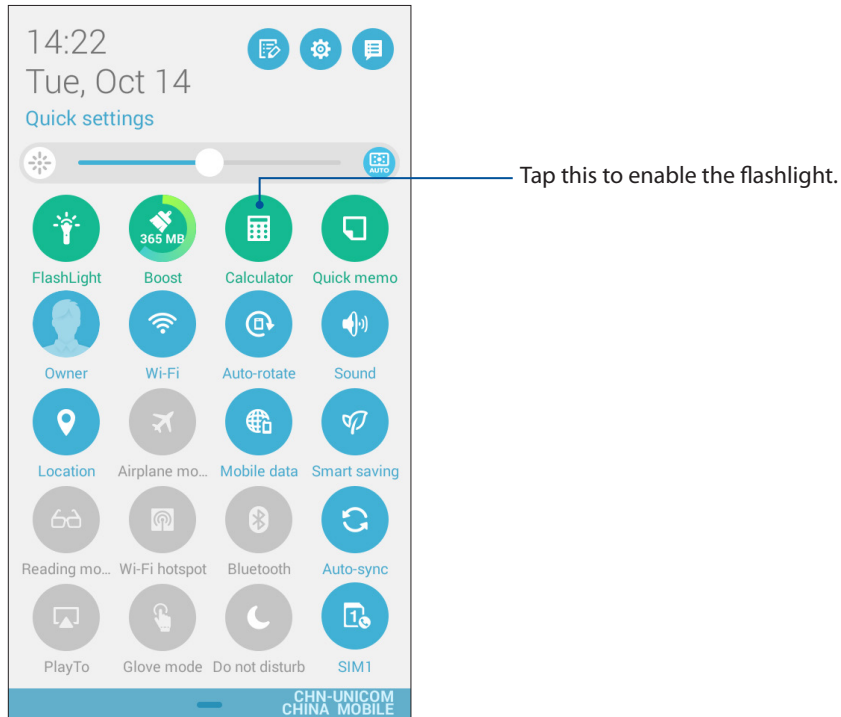 14:22
Tue, Oct 14
Quick settings
AUTO
Tap this to enable the flashlight.
365 MB
FlashLight Boost Calculator Quick memo
Owner Wi-Fi Auto-rotate Sound
Location Airplane mo... Mobile data Smart saving
Reading mo... Wi-Fi hotspot Bluetooth Auto-sync
1
PlayTo Glove mode Do not disturb SIM1
CHN-UNICOM
CHINA MOBILE